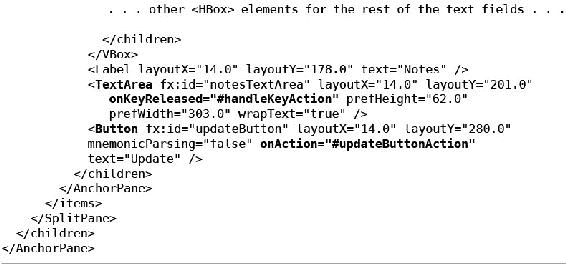 . . . other <HBox> elements for the rest of the text fields . . .
</children>
</VBox>
<Label layoutX="14.0" layoutY="178.0" text="Notes" />
<TextArea fx:id="notesTextArea" layoutX="14.0" layoutY="201.0"
onKeyReleased="#handleKeyAction" prefHeight="62.0"
prefWidth="303.0" wrapText="true" />
<Button fx:id="updateButton" layoutX="14.0" layoutY="280.0"
mnemonicParsing="false" onAction="#updateButtonAction"
text="Update" />
</children>
</AnchorPane>
</items>
</SplitPane>
</children>
</AnchorPane>